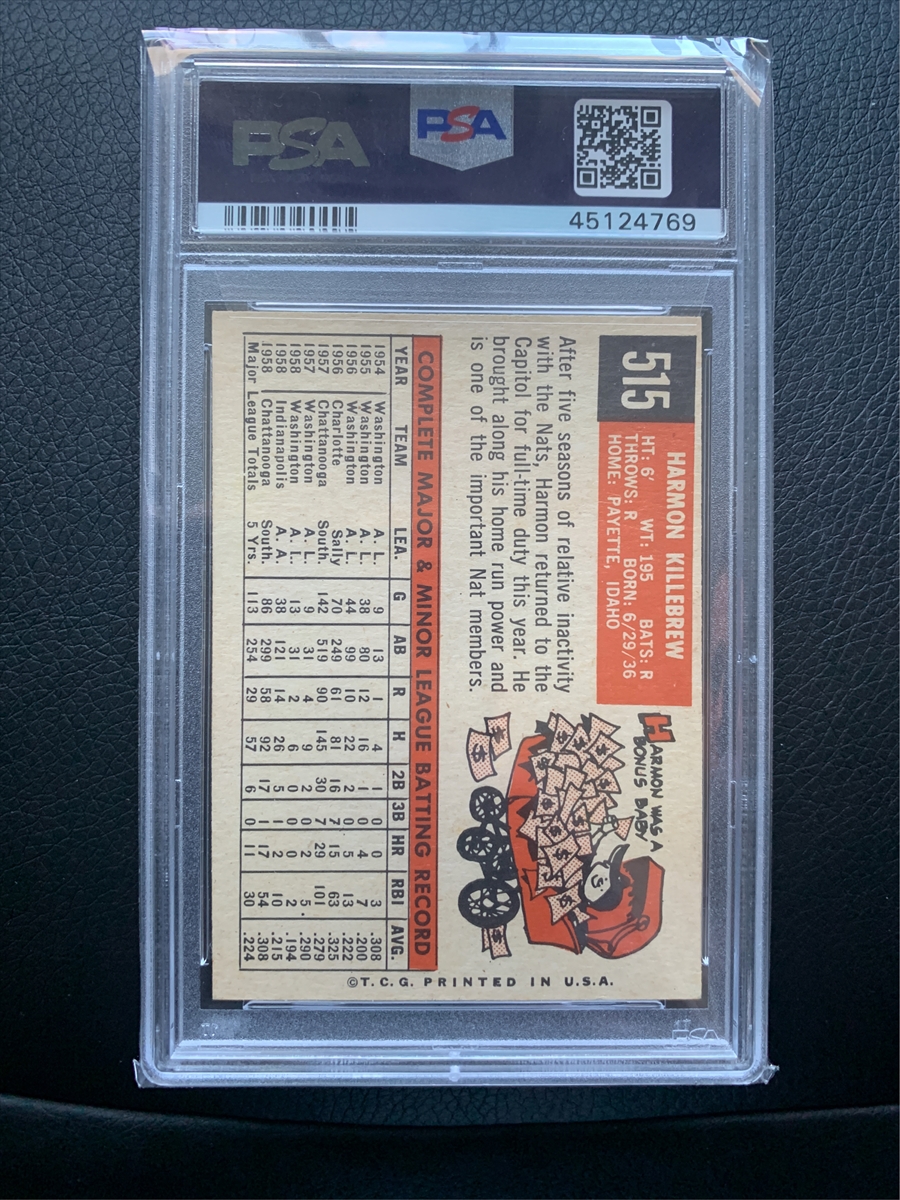 PSA
PSA
45124769
515
HARMON KILLEBREW
HT: 6' WT: 195 BATS: R
THROWS: R BORN: 6/29/36
HOME: PAYETTE, IDAHO
HARMON WAS A
BONUS BABY
After five seasons of relative inactivity
with the Nats, Harmon returned to the
Capitol for full-time duty this year. He
brought along his home run power and
is one of the important Nat members.
COMPLETE MAJOR & MINOR LEAGUE BATTING RECORD
YEAR TEAM LEA. G AB R H 2B 3B HR RBI AVG.
1954 Washington A. L. 9 13 1 4 1 0 0 3 .308
1955 Washington A. L. 38 80 12 16 1 0 4 7 .200
1956 Washington A. L. 44 99 10 22 2 0 5 13 .222
1956 Charlotte Sally 70 249 61 81 16 7 15 63 .325
1957 Chattanooga South. 142 519 90 145 30 7 29 101 .279
1957 Washington A. L. 9 31 4 9 2 0 2 5 .290
1958 Washington A. L. 13 31 2 6 0 0 0 2 .194
1958 Indianapolis A. A. 38 121 14 26 5 1 2 10 .215
1958 Chattanooga South. 86 299 58 92 17 1 17 54 .308
Major League Totals 5 Yrs. 113 254 29 57 6 0 11 30 .224
©T.C.G. PRINTED IN U.S.A.
PSA